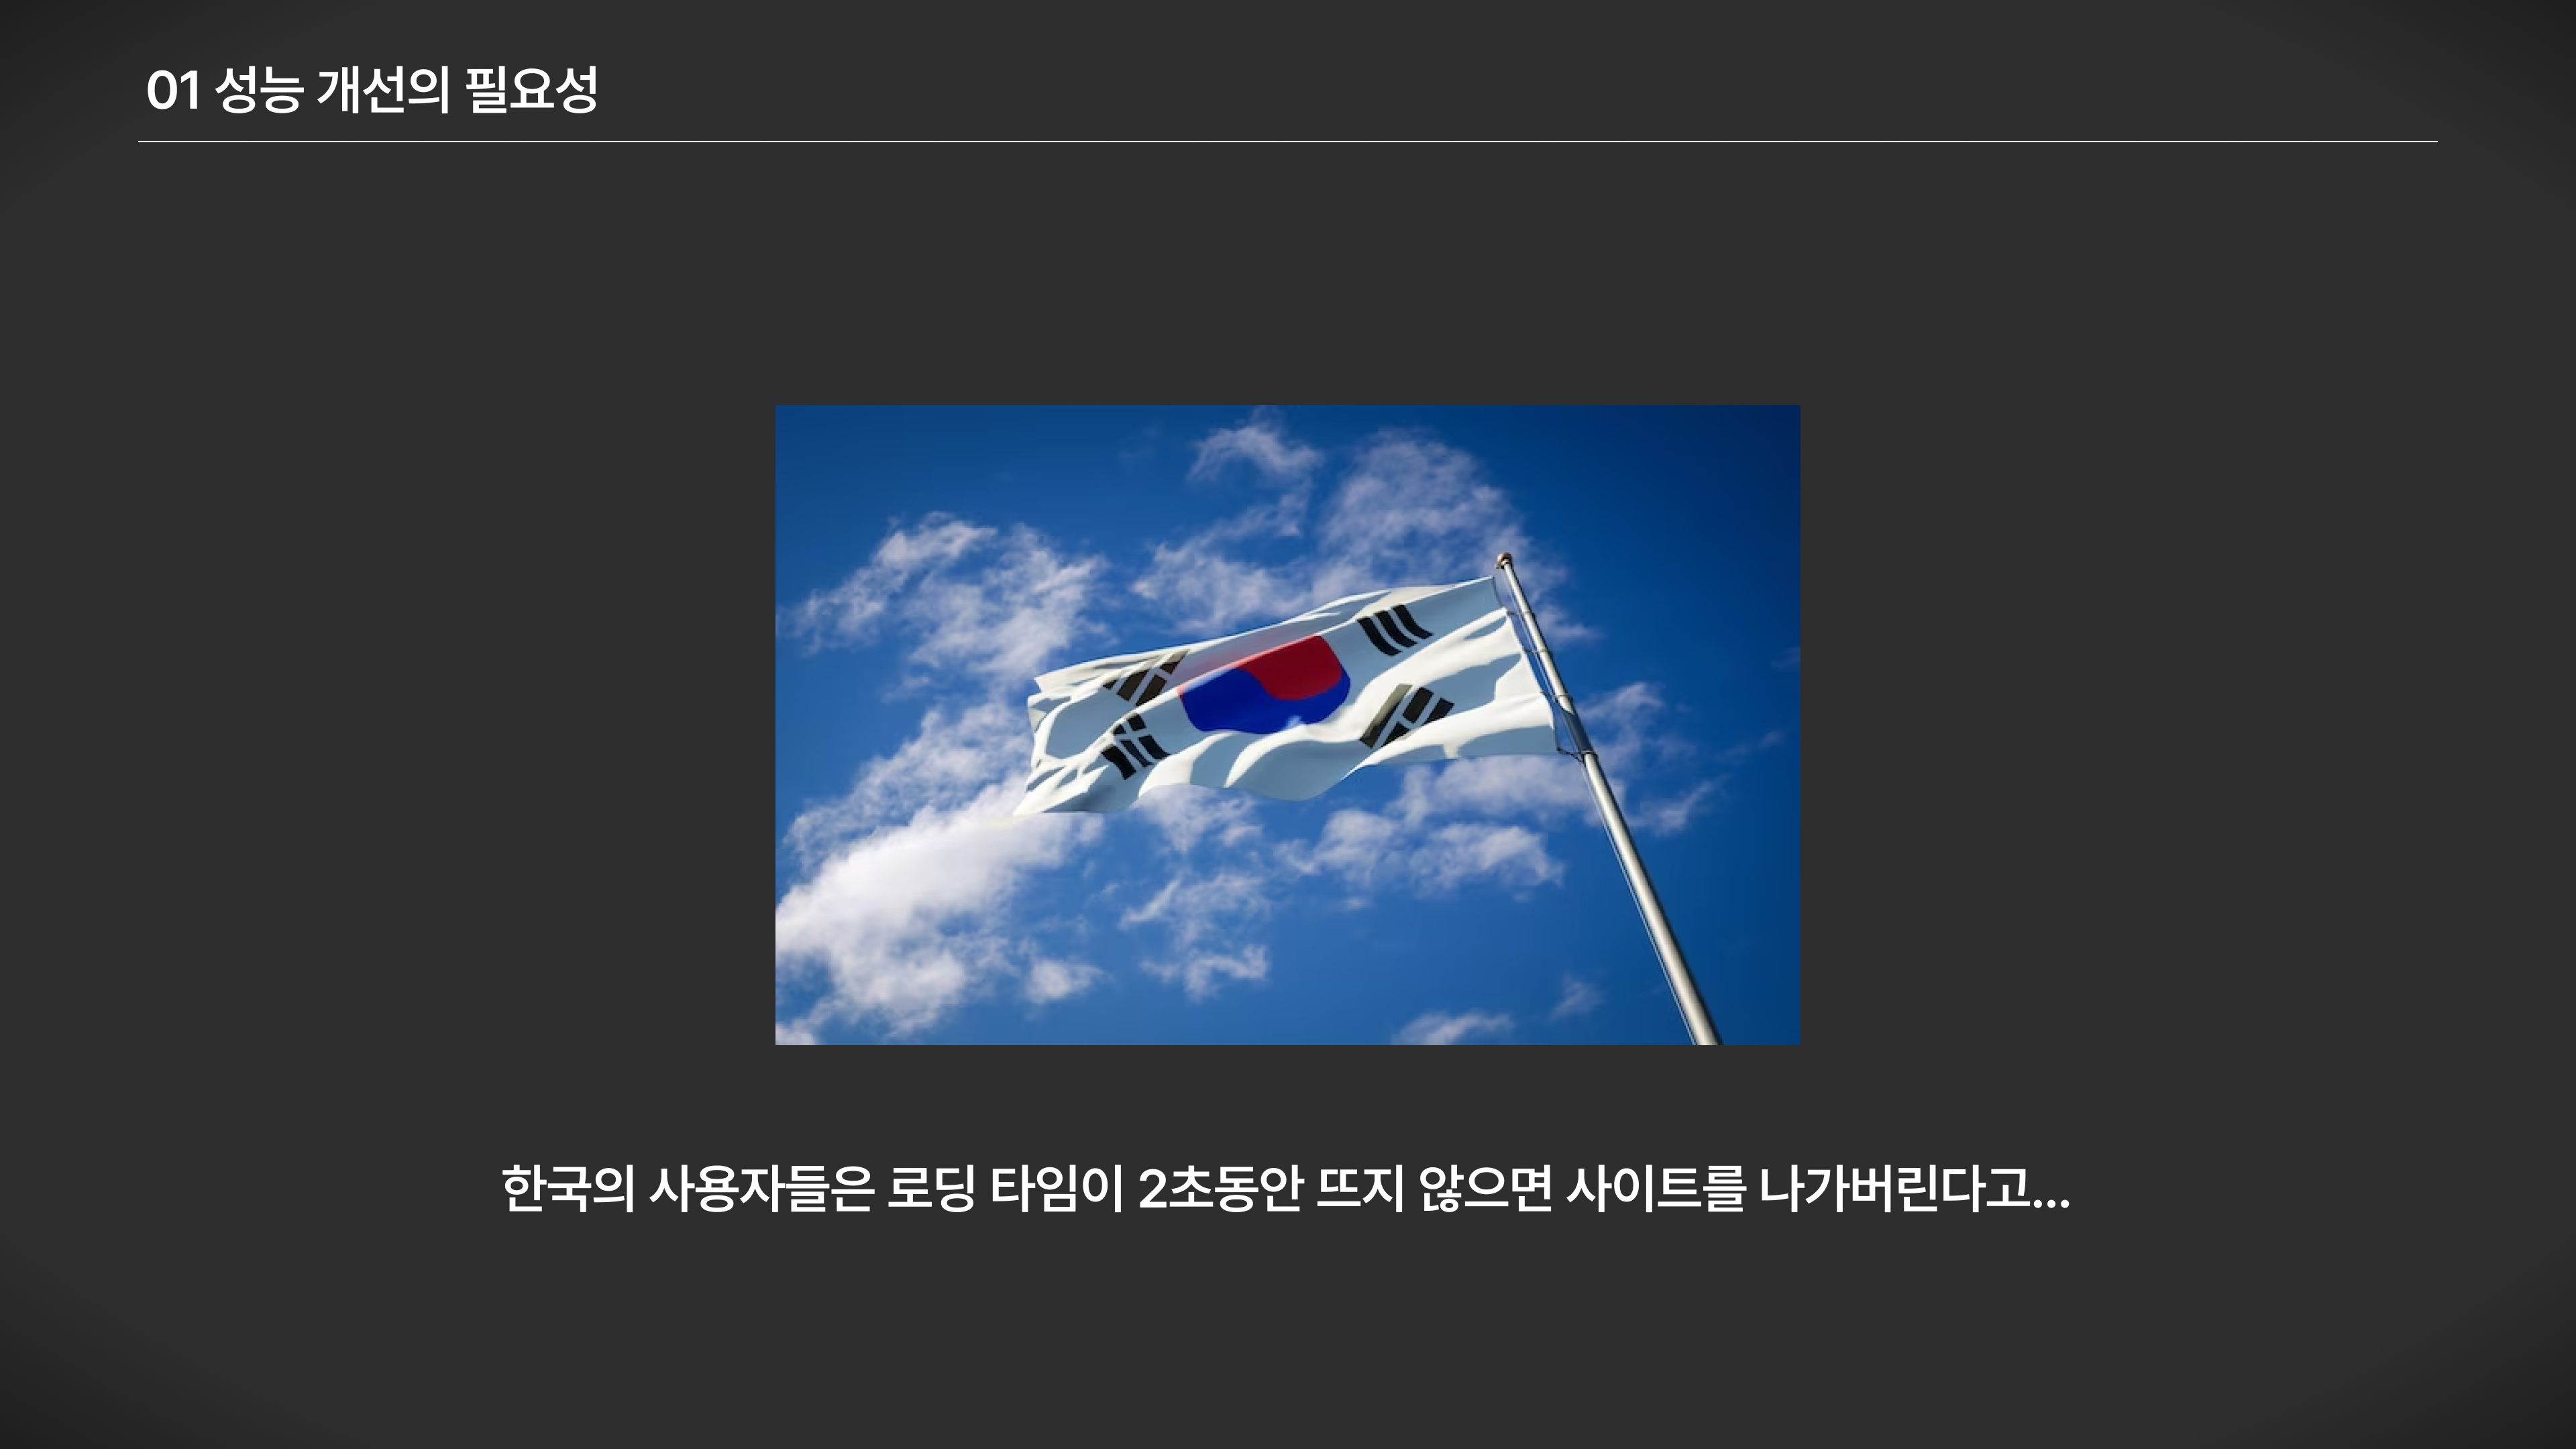 01 성능 개선의 필요성
한국의 사용자들은 로딩 타임이 2초동안 뜨지 않으면 사이트를 나가버린다고...